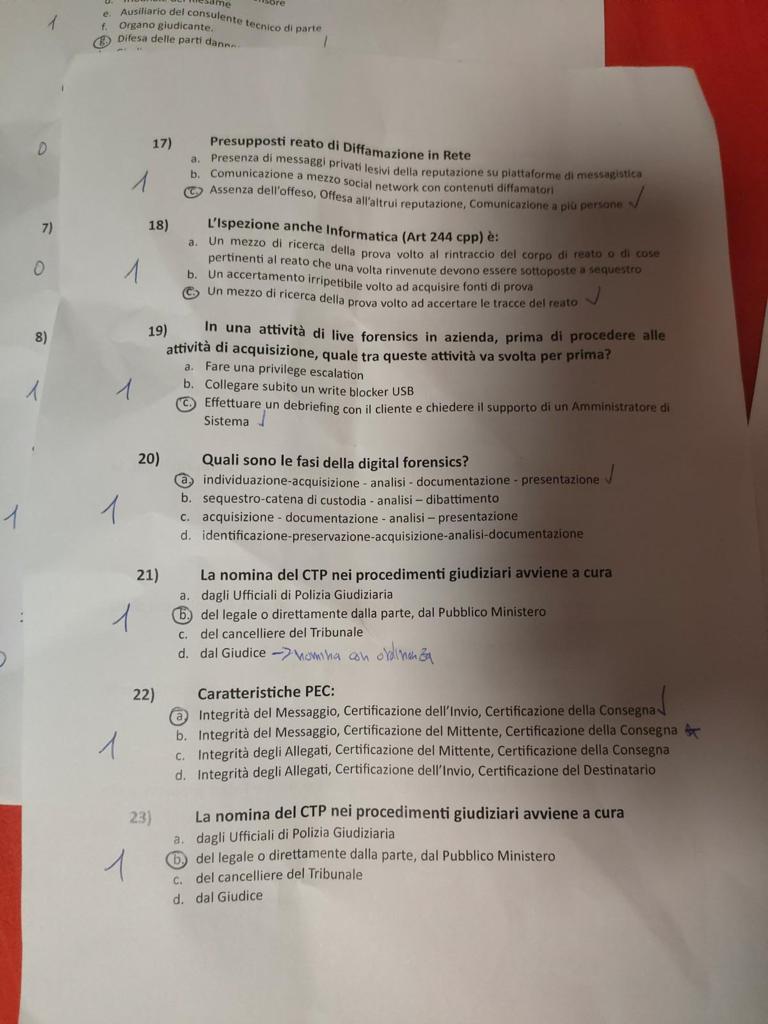 e. Ausiliario del consulente tecnico di parte
1 f. Organo giudicante.
g. Difesa delle parti
0
7)
0
8)
1
1
17) Presupposti reato di Diffamazione in Rete
a. Presenza di messaggi privati lesivi della reputazione su piattaforme di messagistica
b. Comunicazione a mezzo social network con contenuti diffamatori
1 c. Assenza dell'offeso, Offesa all'altrui reputazione, Comunicazione a più persone
18) L'Ispezione anche Informatica (Art 244 cpp) è:
a. Un mezzo di ricerca della prova volto al rintraccio del corpo di reato o di cose
pertinenti al reato che una volta rinvenute devono essere sottoposte a sequestro
1 b. Un accertamento irripetibile volto ad acquisire fonti di prova
c. Un mezzo di ricerca della prova volto ad accertare le tracce del reato
19) In una attività di live forensics in azienda, prima di procedere alle
attività di acquisizione, quale tra queste attività va svolta per prima?
a. Fare una privilege escalation
1 b. Collegare subito un write blocker USB
c. Effettuare un debriefing con il cliente e chiedere il supporto di un Amministratore di
Sistema
20) Quali sono le fasi della digital forensics?
a. individuazione-acquisizione - analisi - documentazione - presentazione
b. sequestro-catena di custodia - analisi – dibattimento
1 c. acquisizione - documentazione - analisi – presentazione
d. identificazione-preservazione-acquisizione-analisi-documentazione
21) La nomina del CTP nei procedimenti giudiziari avviene a cura
a. dagli Ufficiali di Polizia Giudiziaria
1 b. del legale o direttamente dalla parte, dal Pubblico Ministero
c. del cancelliere del Tribunale
d. dal Giudice → nomina con ordinanza
22) Caratteristiche PEC:
a. Integrità del Messaggio, Certificazione dell'Invio, Certificazione della Consegna
b. Integrità del Messaggio, Certificazione del Mittente, Certificazione della Consegna
1 c. Integrità degli Allegati, Certificazione del Mittente, Certificazione della Consegna
d. Integrità degli Allegati, Certificazione dell'Invio, Certificazione del Destinatario
23) La nomina del CTP nei procedimenti giudiziari avviene a cura
a. dagli Ufficiali di Polizia Giudiziaria
1 b. del legale o direttamente dalla parte, dal Pubblico Ministero
c. del cancelliere del Tribunale
d. dal Giudice